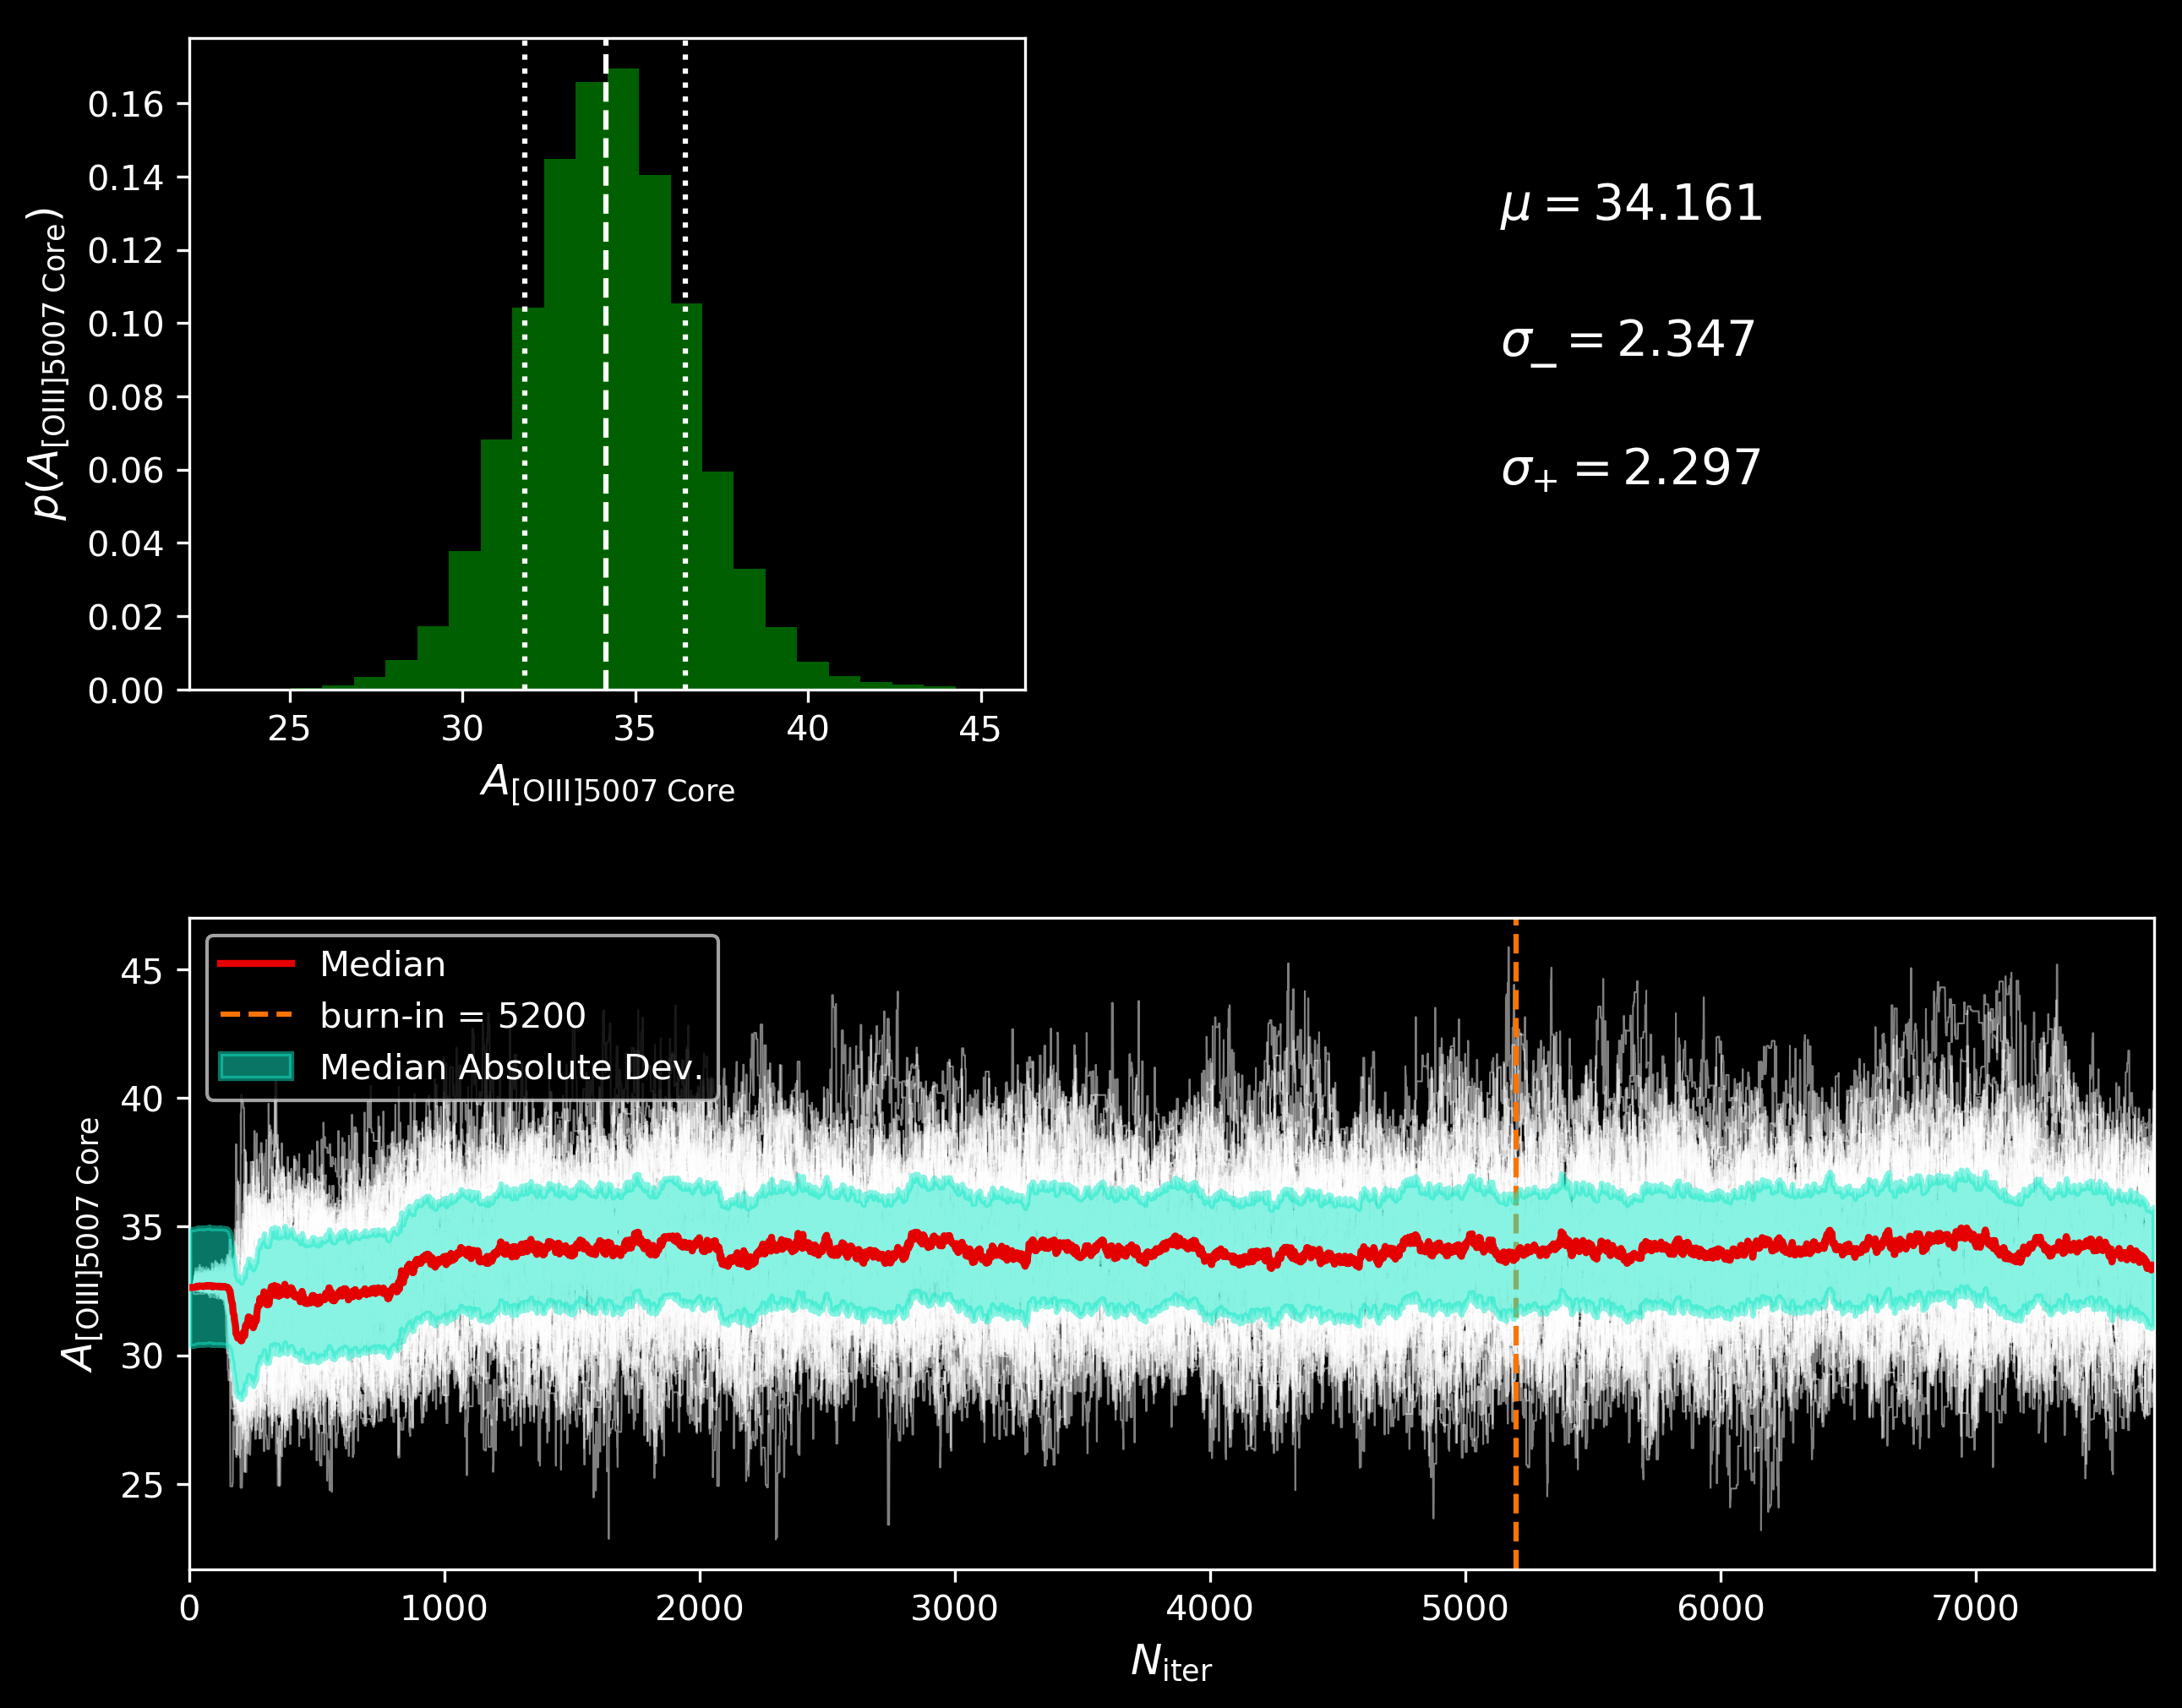 p(A[OIII]5007 Core)
0.16
0.14
0.12
0.10
0.08
0.06
0.04
0.02
0.00
25 30 35 40 45
A[OIII]5007 Core
μ = 34.161
σ− = 2.347
σ+ = 2.297
A[OIII]5007 Core
45
40
35
30
25
Median
burn-in = 5200
Median Absolute Dev.
0 1000 2000 3000 4000 5000 6000 7000
Niter